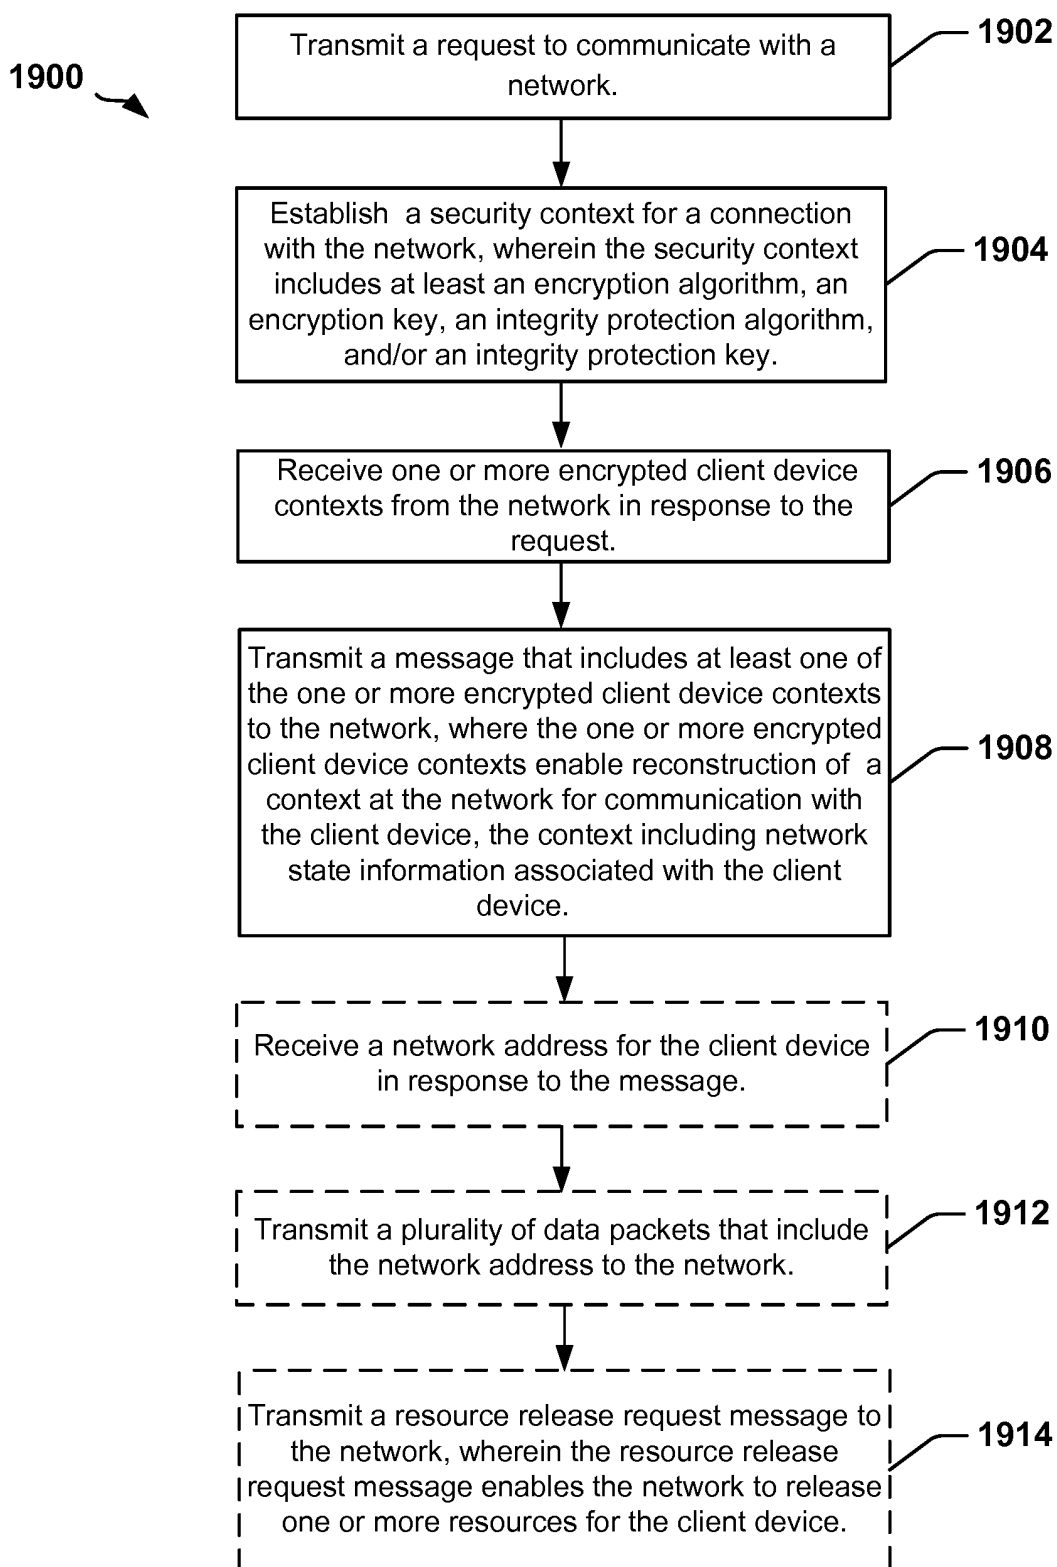 1900
Transmit a request to communicate with a
network.
1902
Establish a security context for a connection
with the network, wherein the security context
includes at least an encryption algorithm, an
encryption key, an integrity protection algorithm,
and/or an integrity protection key.
1904
Receive one or more encrypted client device
contexts from the network in response to the
request.
1906
Transmit a message that includes at least one of
the one or more encrypted client device contexts
to the network, where the one or more encrypted
client device contexts enable reconstruction of a
context at the network for communication with
the client device, the context including network
state information associated with the client
device.
1908
Receive a network address for the client device
in response to the message.
1910
Transmit a plurality of data packets that include
the network address to the network.
1912
Transmit a resource release request message to
the network, wherein the resource release
request message enables the network to release
one or more resources for the client device.
1914